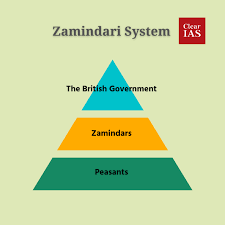 Zamindari System
Clear
IAS
The British Government
Zamindars
Peasants